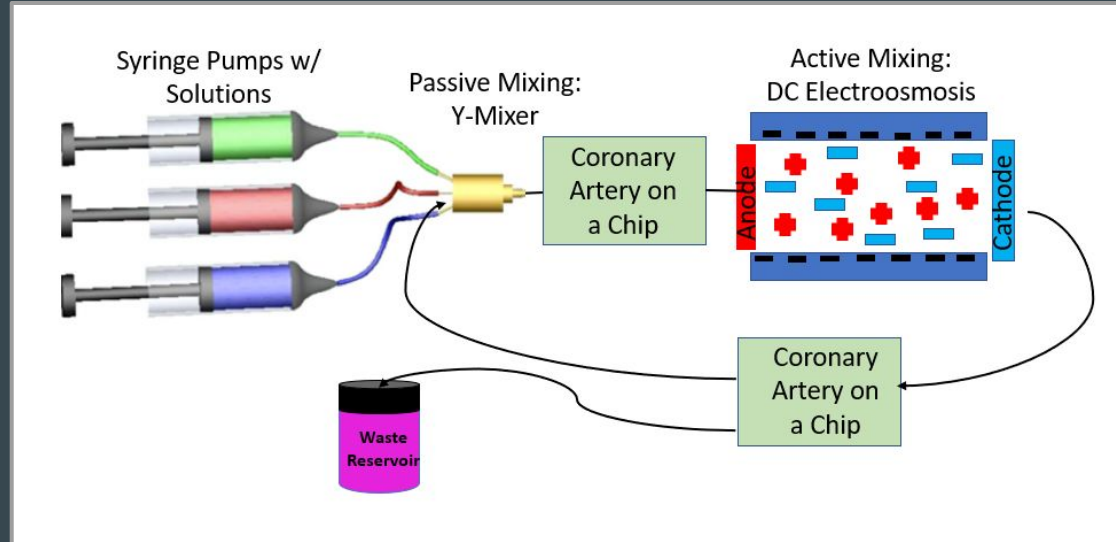 Syringe Pumps w/
Solutions
Passive Mixing:
Y-Mixer
Active Mixing:
DC Electroosmosis
Coronary
Artery on
a Chip
Anode
Cathode
Coronary
Artery on
a Chip
Waste
Reservoir